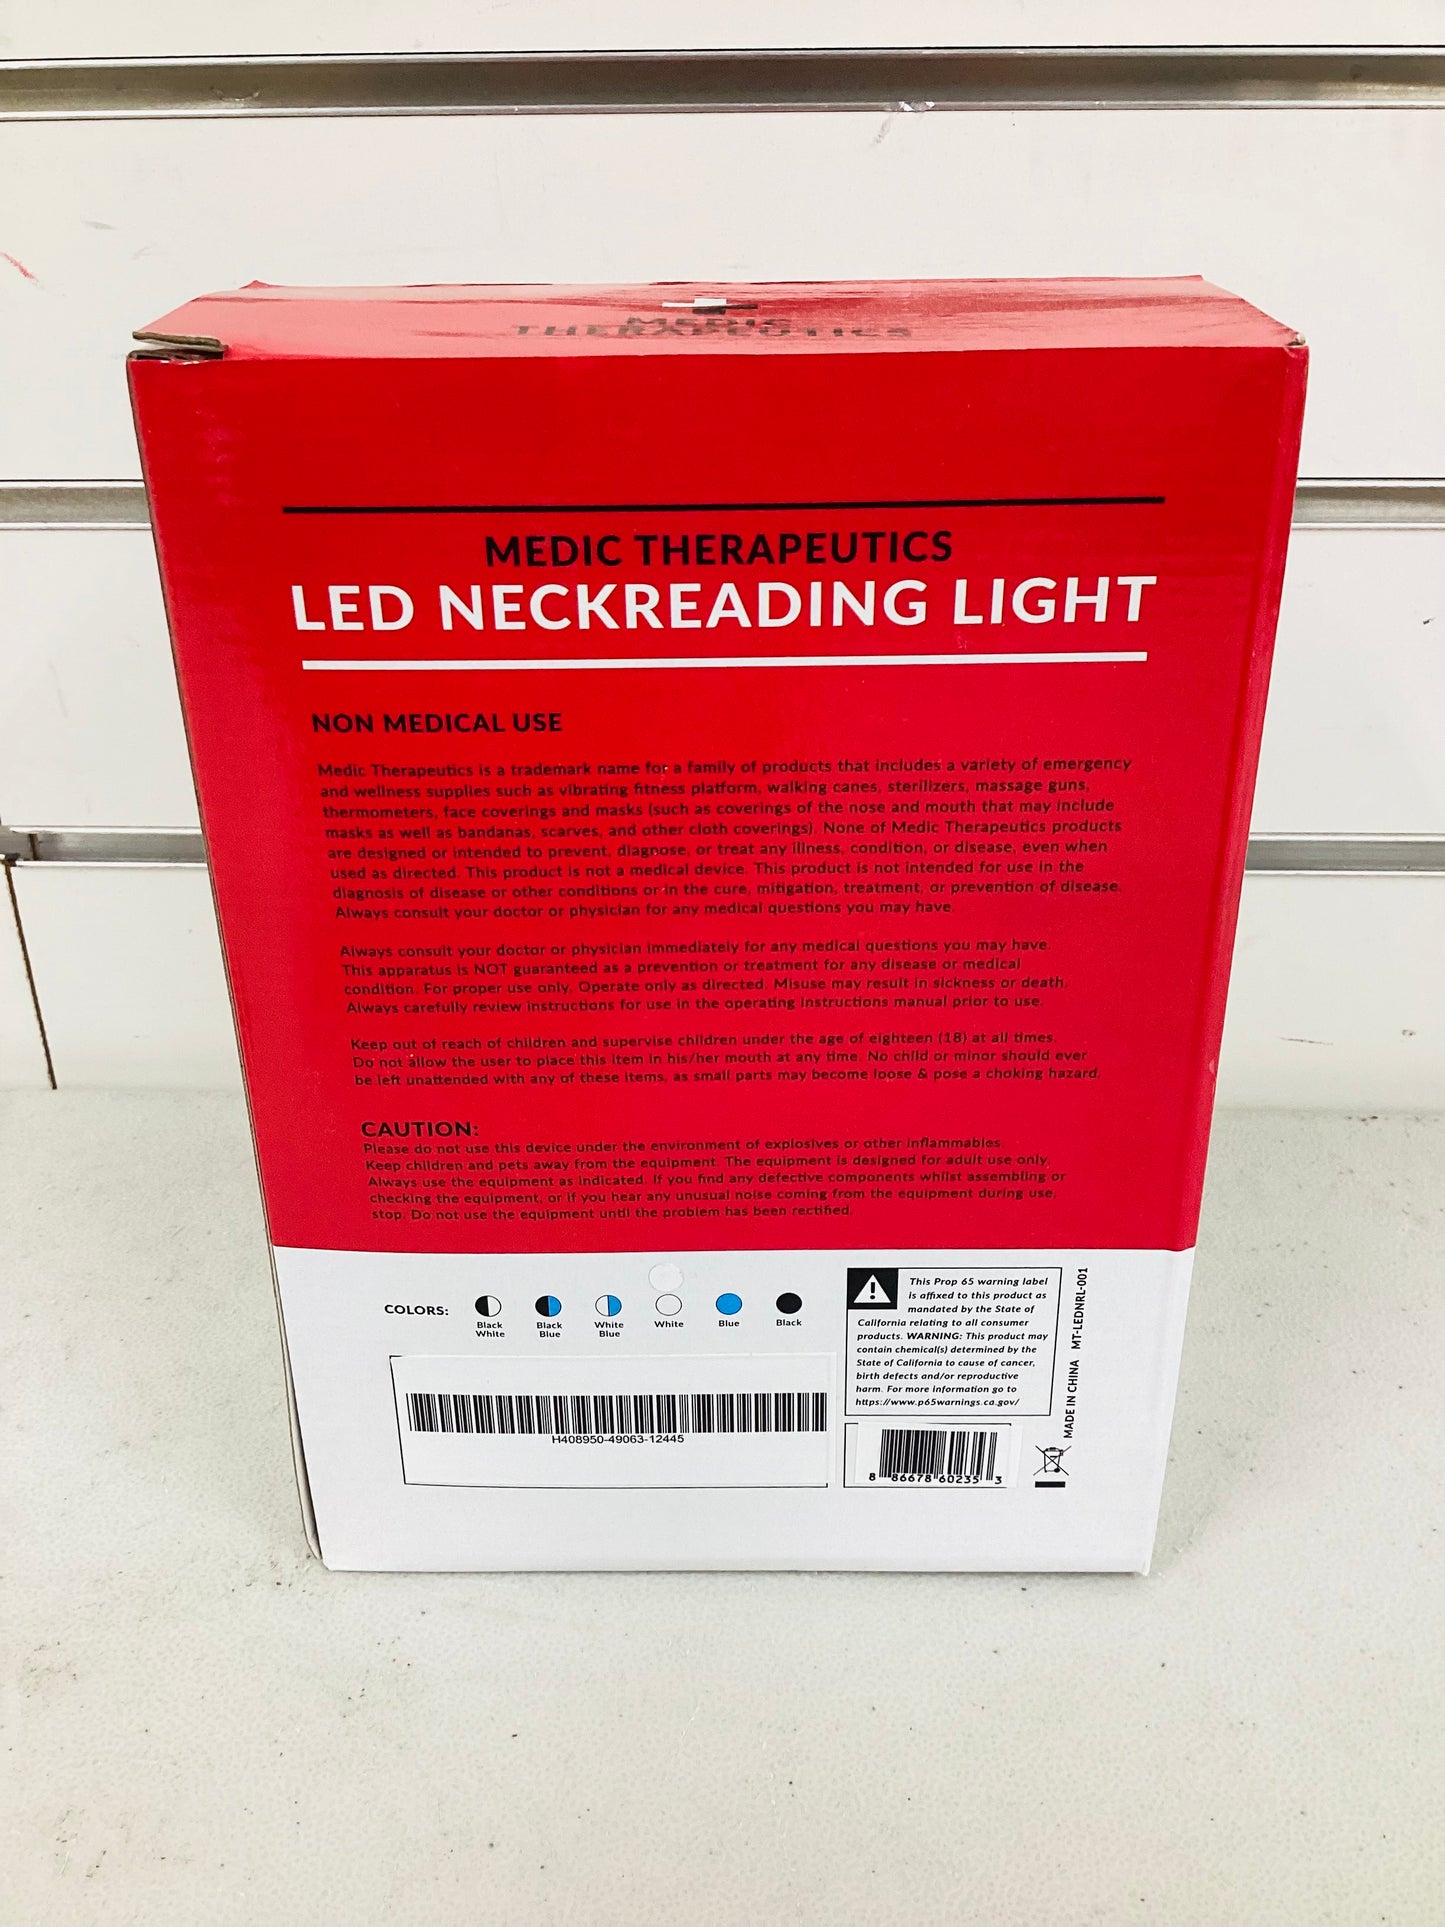 MEDIC
THERAPEUTICS
MEDIC THERAPEUTICS
LED NECKREADING LIGHT
NON MEDICAL USE
Medic Therapeutics is a trademark name for a family of products that includes a variety of emergency
and wellness supplies such as vibrating fitness platform, walking canes, sterilizers, massage guns,
thermometers, face coverings and masks (such as coverings of the nose and mouth that may include
masks as well as bandanas, scarves, and other cloth coverings). None of Medic Therapeutics products
are designed or intended to prevent, diagnose, or treat any illness, condition, or disease, even when
used as directed. This product is not a medical device. This product is not intended for use in the
diagnosis of disease or other conditions or in the cure, mitigation, treatment, or prevention of disease.
Always consult your doctor or physician for any medical questions you may have.
Always consult your doctor or physician immediately for any medical questions you may have.
This apparatus is NOT guaranteed as a prevention or treatment for any disease or medical
condition. For proper use only. Operate only as directed. Misuse may result in sickness or death.
Always carefully review instructions for use in the operating instructions manual prior to use.
Keep out of reach of children and supervise children under the age of eighteen (18) at all times.
Do not allow the user to place this item in his/her mouth at any time. No child or minor should ever
be left unattended with any of these items, as small parts may become loose & pose a choking hazard.
CAUTION:
Please do not use this device under the environment of explosives or other inflammables.
Keep children and pets away from the equipment. The equipment is designed for adult use only.
Always use the equipment as indicated. If you find any defective components whilst assembling or
checking the equipment, or if you hear any unusual noise coming from the equipment during use,
stop. Do not use the equipment until the problem has been rectified.
COLORS:
Black
White
Black
Blue
White
Blue
White
Blue
Black
H408950-49063-12445
This Prop 65 warning label
is affixed to this product as
mandated by the State of
California relating to all consumer
products. WARNING: This product may
contain chemical(s) determined by the
State of California to cause of cancer,
birth defects and/or reproductive
harm. For more information go to
https://www.p65warnings.ca.gov/
8 86678 60235 3
MADE IN CHINA MT-LEDNRL-001